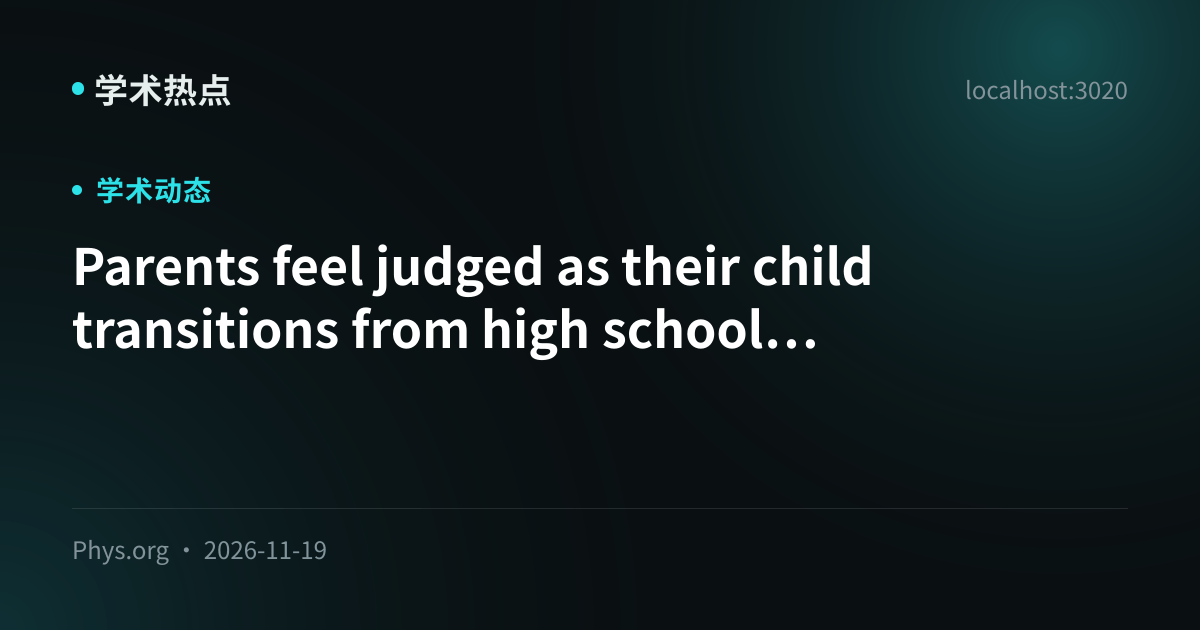 学术热点
localhost:3020
学术动态
Parents feel judged as their child
transitions from high school…
Phys.org • 2026-11-19